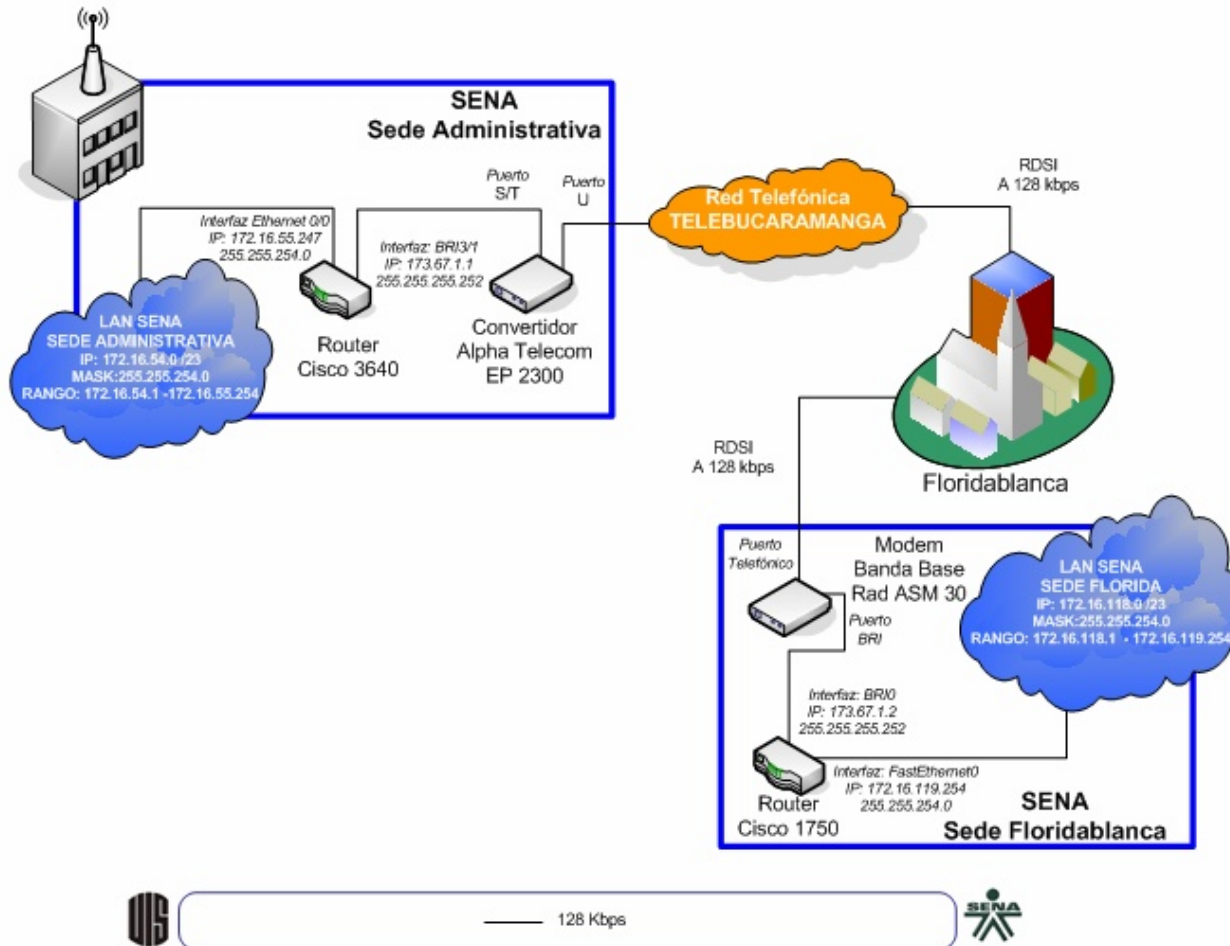 SENA
Sede Administrativa
Puerto
S/T
Puerto
U
Interfaz Ethernet 0/0
IP: 172.16.55.247
255.255.254.0
Interfaz: BRI3/1
IP: 173.67.1.1
255.255.255.252
Red Telefónica
TELEBUCARAMANGA
RDSI
A 128 kbps
LAN SENA
SEDE ADMINISTRATIVA
IP: 172.16.54.0 /23
MASK:255.255.254.0
RANGO: 172.16.54.1 -172.16.55.254
Router
Cisco 3640
Convertidor
Alpha Telecom
EP 2300
RDSI
A 128 kbps
Floridablanca
Puerto
Telefónico
Modem
Banda Base
Rad ASM 30
Puerto
BRI
LAN SENA
SEDE FLORIDA
IP: 172.16.118.0 /23
MASK:255.255.254.0
RANGO: 172.16.118.1 - 172.16.119.254
Interfaz: BRI0
IP: 173.67.1.2
255.255.255.252
Interfaz: FastEthernet0
IP: 172.16.119.254
255.255.254.0
Router
Cisco 1750
SENA
Sede Floridablanca
UIS
128 Kbps
SENA